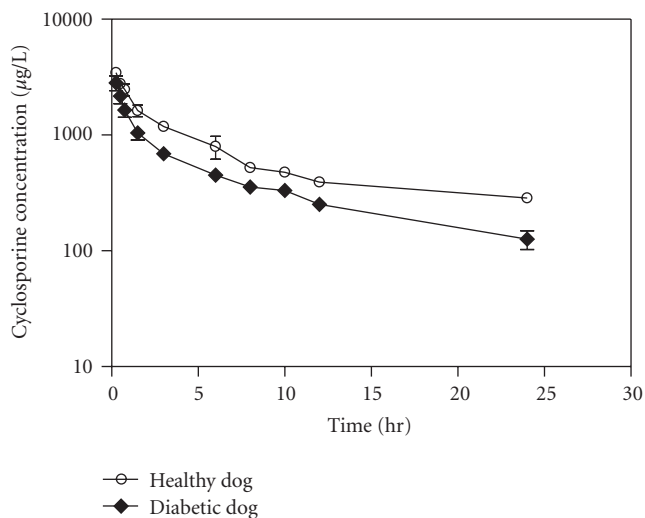 10000
1000
100
10
Cyclosporine concentration (µg/L)
0 5 10 15 20 25 30
Time (hr)
Healthy dog
Diabetic dog